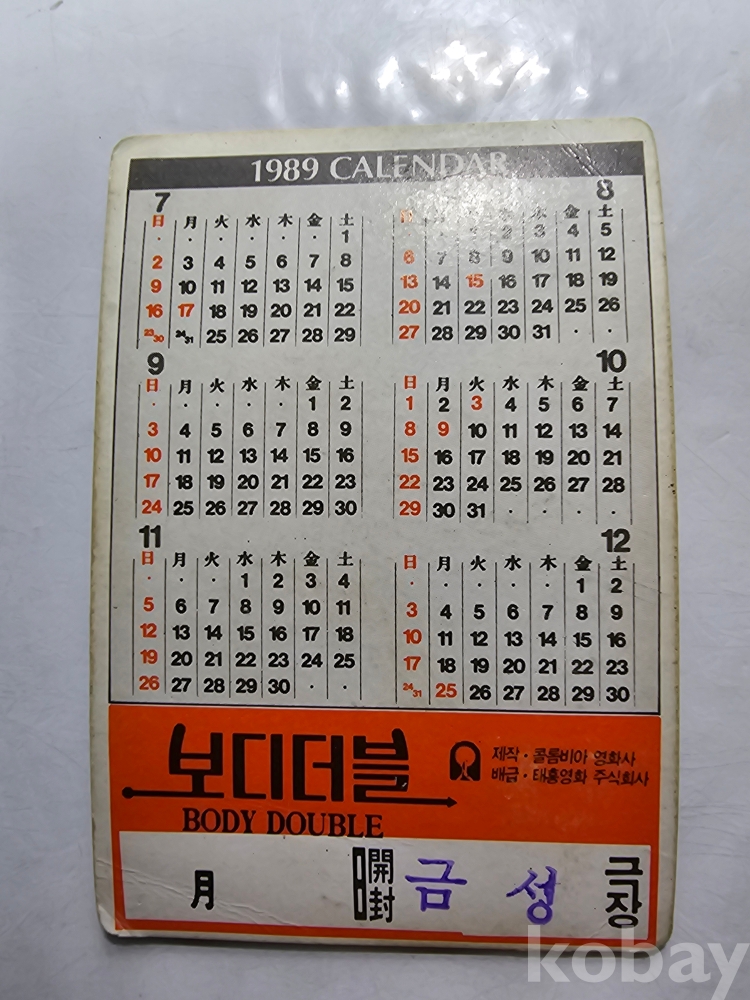 1989 CALENDAR
7
日 月 火 水 木 金 土
· · · · · · 1
2 3 4 5 6 7 8
9 10 11 12 13 14 15
16 17 18 19 20 21 22
23/30 24/31 25 26 27 28 29
8
日 月 火 水 木 金 土
· · 1 2 3 4 5
6 7 8 9 10 11 12
13 14 15 16 17 18 19
20 21 22 23 24 25 26
27 28 29 30 31 · ·
9
日 月 火 水 木 金 土
· · · · · 1 2
3 4 5 6 7 8 9
10 11 12 13 14 15 16
17 18 19 20 21 22 23
24 25 26 27 28 29 30
10
日 月 火 水 木 金 土
1 2 3 4 5 6 7
8 9 10 11 12 13 14
15 16 17 18 19 20 21
22 23 24 25 26 27 28
29 30 31 · · · ·
11
日 月 火 水 木 金 土
· · · 1 2 3 4
5 6 7 8 9 10 11
12 13 14 15 16 17 18
19 20 21 22 23 24 25
26 27 28 29 30 · ·
12
日 月 火 水 木 金 土
· · · · · 1 2
3 4 5 6 7 8 9
10 11 12 13 14 15 16
17 18 19 20 21 22 23
24/31 25 26 27 28 29 30
보디더블
BODY DOUBLE
제작 · 콜롬비아 영화사
배급 · 태흥영화 주식회사
月 日 開封 금성 극장
kobay